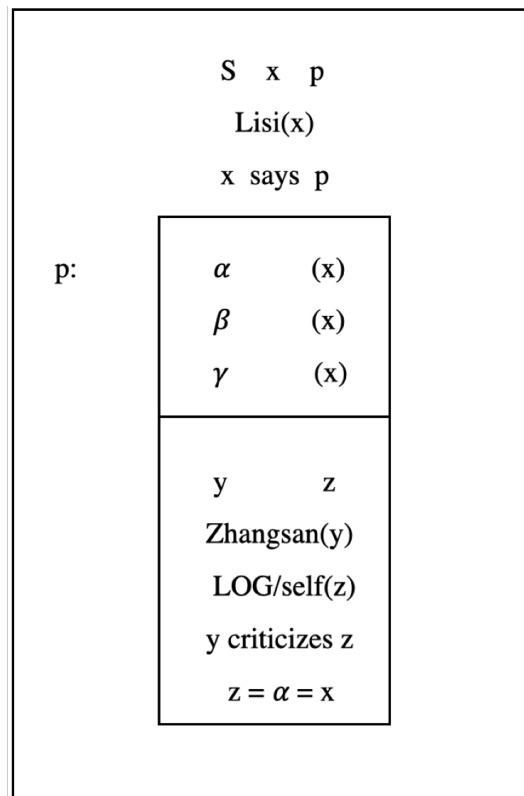 S x p
Lisi(x)
x says p
p: α (x)
β (x)
γ (x)
y z
Zhangsan(y)
LOG/self(z)
y criticizes z
z = α = x